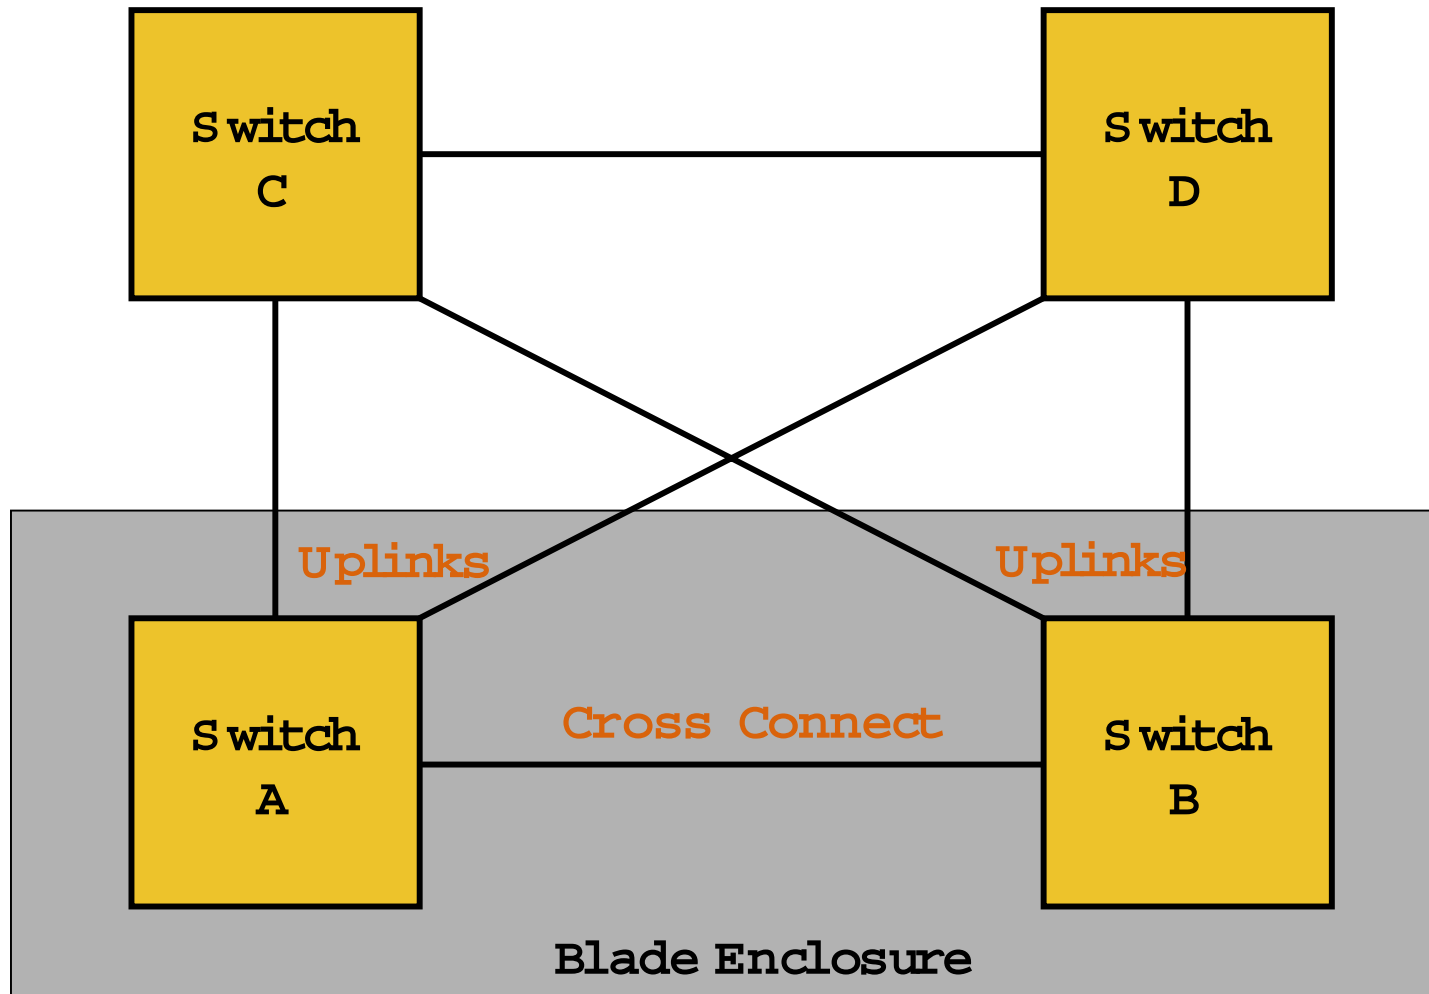 Switch
C
Switch
D
Uplinks
Uplinks
Switch
A
Cross Connect
Switch
B
Blade Enclosure